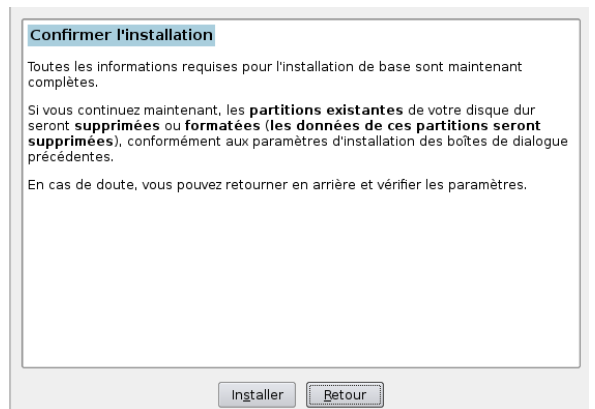 Confirmer l'installation
Toutes les informations requises pour l'installation de base sont maintenant
complètes.
Si vous continuez maintenant, les partitions existantes de votre disque dur
seront supprimées ou formatées (les données de ces partitions seront
supprimées), conformément aux paramètres d'installation des boîtes de dialogue
précédentes.
En cas de doute, vous pouvez retourner en arrière et vérifier les paramètres.
Installer
Retour